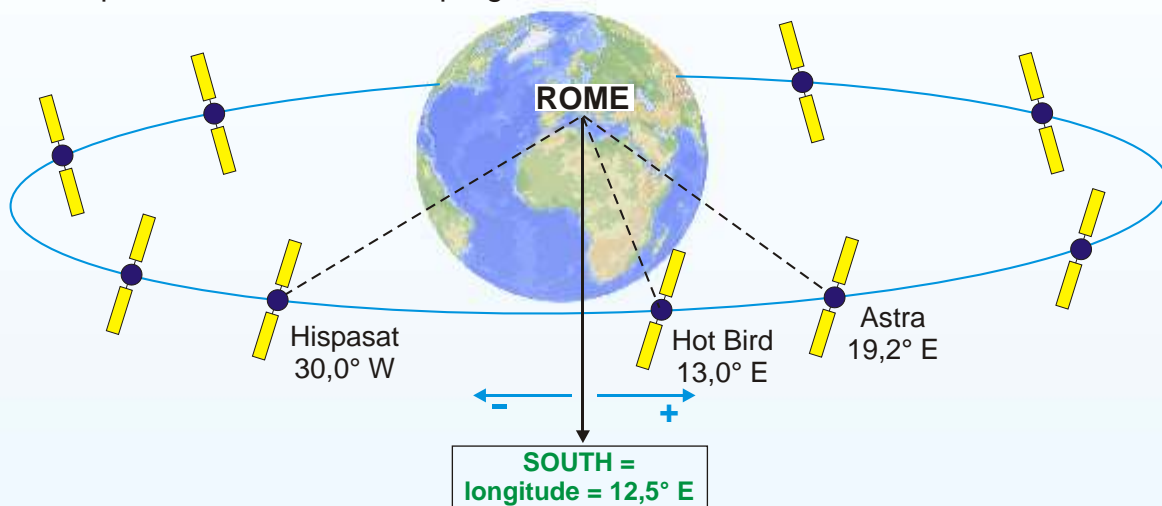 ROME
Hispasat
30,0° W
Hot Bird
13,0° E
Astra
19,2° E
-
+
SOUTH =
longitude = 12,5° E